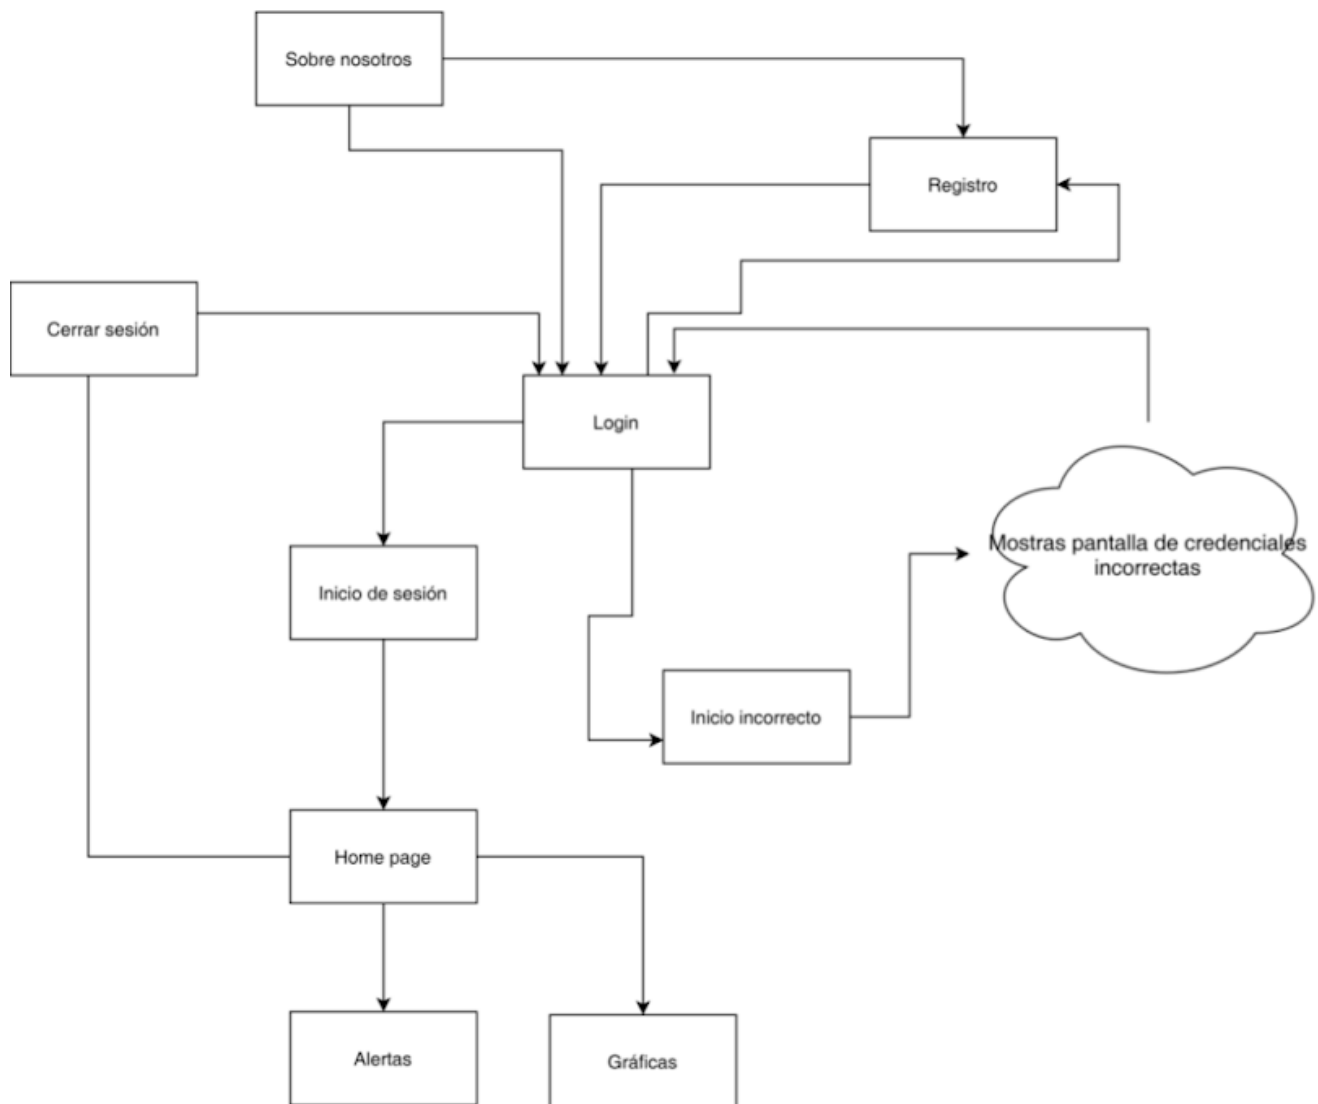 Sobre nosotros
Registro
Cerrar sesión
Login
Mostras pantalla de credenciales
incorrectas
Inicio de sesión
Inicio incorrecto
Home page
Alertas
Gráficas